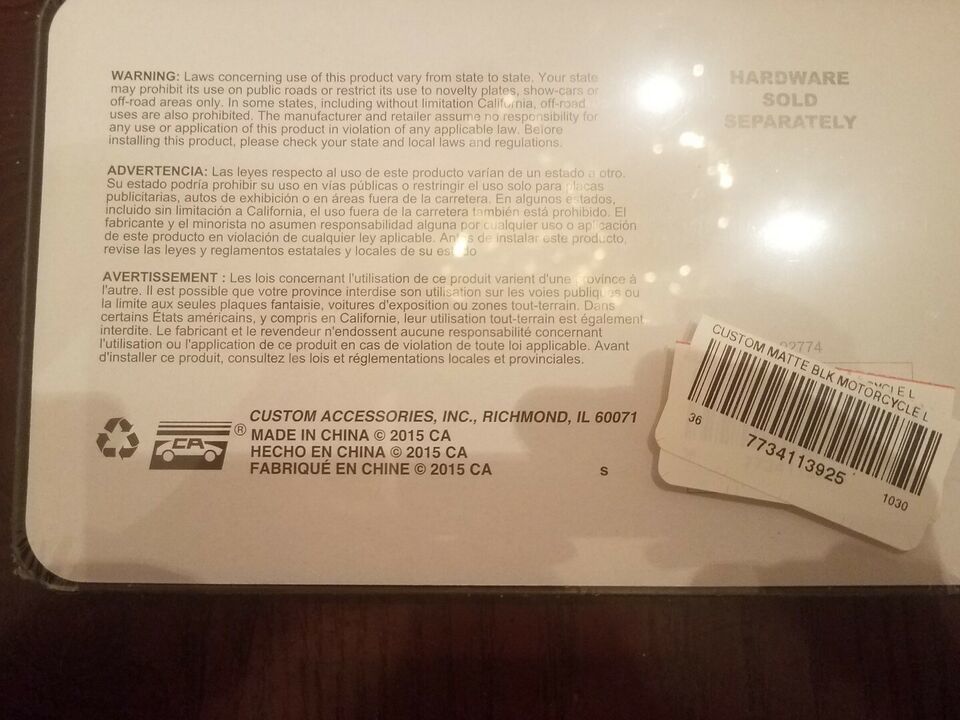 WARNING: Laws concerning use of this product vary from state to state. Your state
may prohibit its use on public roads or restrict its use to novelty plates, show-cars or
off-road areas only. In some states, including without limitation California, off-road
uses are also prohibited. The manufacturer and retailer assume no responsibility for
any use or application of this product in violation of any applicable law. Before
installing this product, please check your state and local laws and regulations.
ADVERTENCIA: Las leyes respecto al uso de este producto varían de un estado a otro.
Su estado podría prohibir su uso en vías públicas o restringir el uso solo para placas
publicitarias, autos de exhibición o en áreas fuera de la carretera. En algunos estados,
incluido sin limitación a California, el uso fuera de la carretera también está prohibido. El
fabricante y el minorista no asumen responsabilidad alguna por cualquier uso o aplicación
de este producto en violación de cualquier ley aplicable. Antes de instalar este producto,
revise las leyes y reglamentos estatales y locales de su estado
AVERTISSEMENT : Les lois concernant l'utilisation de ce produit varient d'une province à
l'autre. Il est possible que votre province interdise son utilisation sur les voies publiques ou
la limite aux seules plaques fantaisie, voitures d'exposition ou zones tout-terrain. Dans
certains États américains, y compris en Californie, leur utilisation tout-terrain est également
interdite. Le fabricant et le revendeur n'endossent aucune responsabilité concernant
l'utilisation ou l'application de ce produit en cas de violation de toute loi applicable. Avant
d'installer ce produit, consultez les lois et réglementations locales et provinciales.
CA ®
CUSTOM ACCESSORIES, INC., RICHMOND, IL 60071
MADE IN CHINA © 2015 CA
HECHO EN CHINA © 2015 CA
FABRIQUÉ EN CHINE © 2015 CA
S
HARDWARE
SOLD
SEPARATELY
92774
CUSTOM MATTE BLK MOTORCYCLE L
36
7734113925
1030